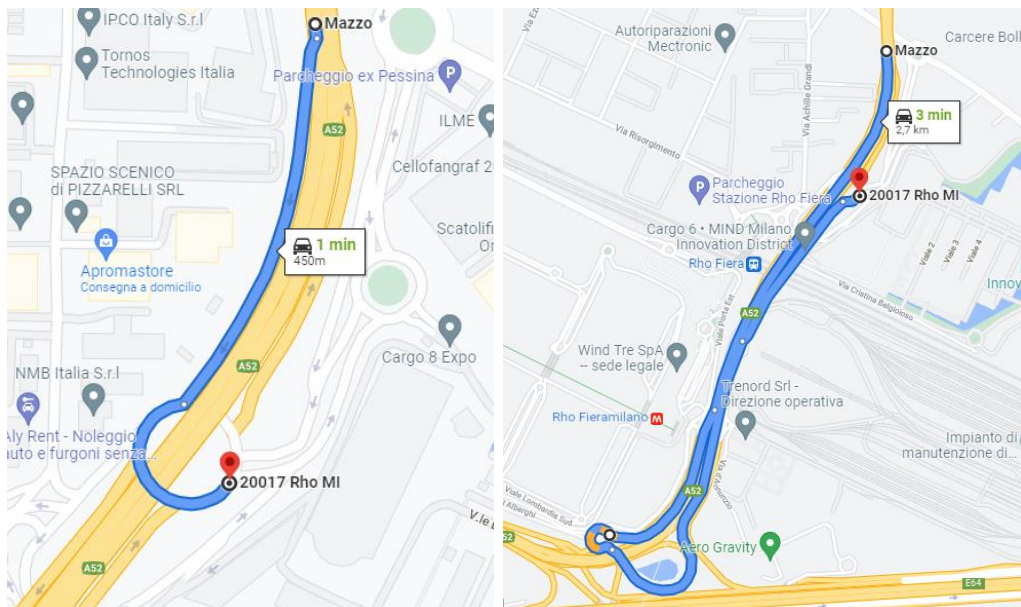 IPCO Italy S.r.l
Mazzo
Tornos
Technologies Italia
Parcheggio ex Pessina
P
ILME
A52
Cellofangraf 2
SPAZIO SCENICO
di PIZZARELLI SRL
Scatolifi
1 min
450m
Apromastore
Consegna a domicilio
Cargo 8 Expo
A52
NMB Italia S.r.l
Aly Rent - Noleggio
auto e furgoni senza...
20017 Rho MI
A52
Autoriparazioni
Mectronic
Mazzo
Carcere Boll
Via Achille Grandi
3 min
2,7 km
Via Risorgimento
P
Parcheggio
Stazione Rho Fiera
20017 Rho MI
Cargo 6 • MIND Milano
Innovation District
Rho Fiera
Viale 2
Viale 3
Viale 4
Innov
Via Cristina Belgioioso
A52
Viale Porta Est
Wind Tre SpA
-- sede legale
Trenord Srl -
Direzione operativa
Rho Fieramilano
M
Impianto di
manutenzione di...
A52
Viale Lombardia Sud
Aero Gravity
E64